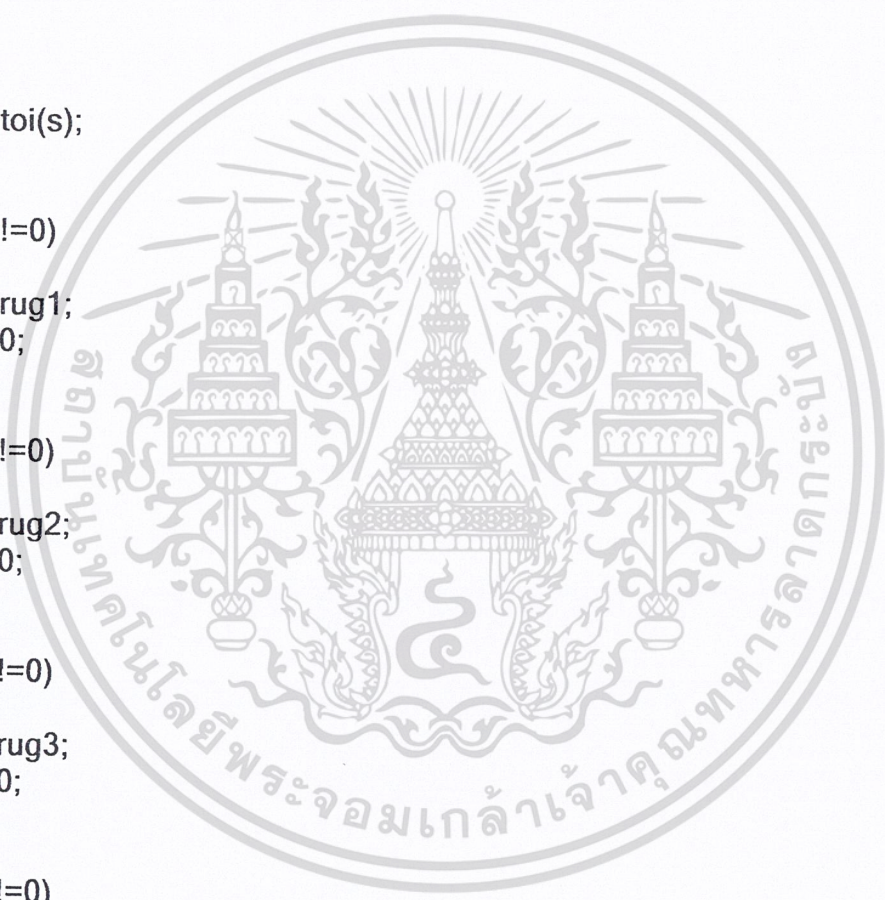 toi(s);
!=0)
rug1;
0;
!=0)
rug2;
0;
!=0)
rug3;
0;
!=0)
สถาบันเทคโนโลยีพระจอมเกล้าเจ้าคุณทหารลาดกระบัง
๔